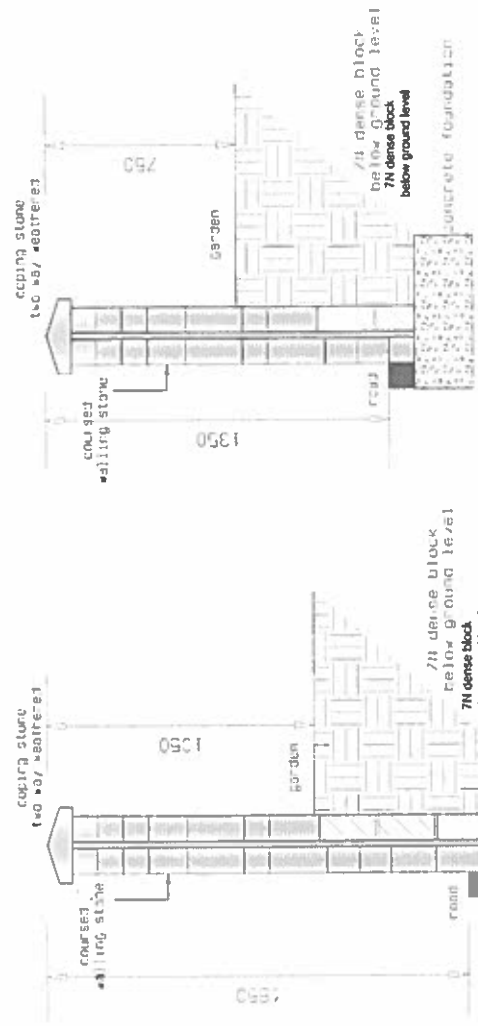 coping stone
two way weathered
750
garden
coursed
walling stone
1350
road
7N dense block
below ground level
7N dense block
below ground level
concrete foundation
coping stone
two way weathered
1050
garden
coursed
walling stone
road
7N dense block
below ground level
7N dense block